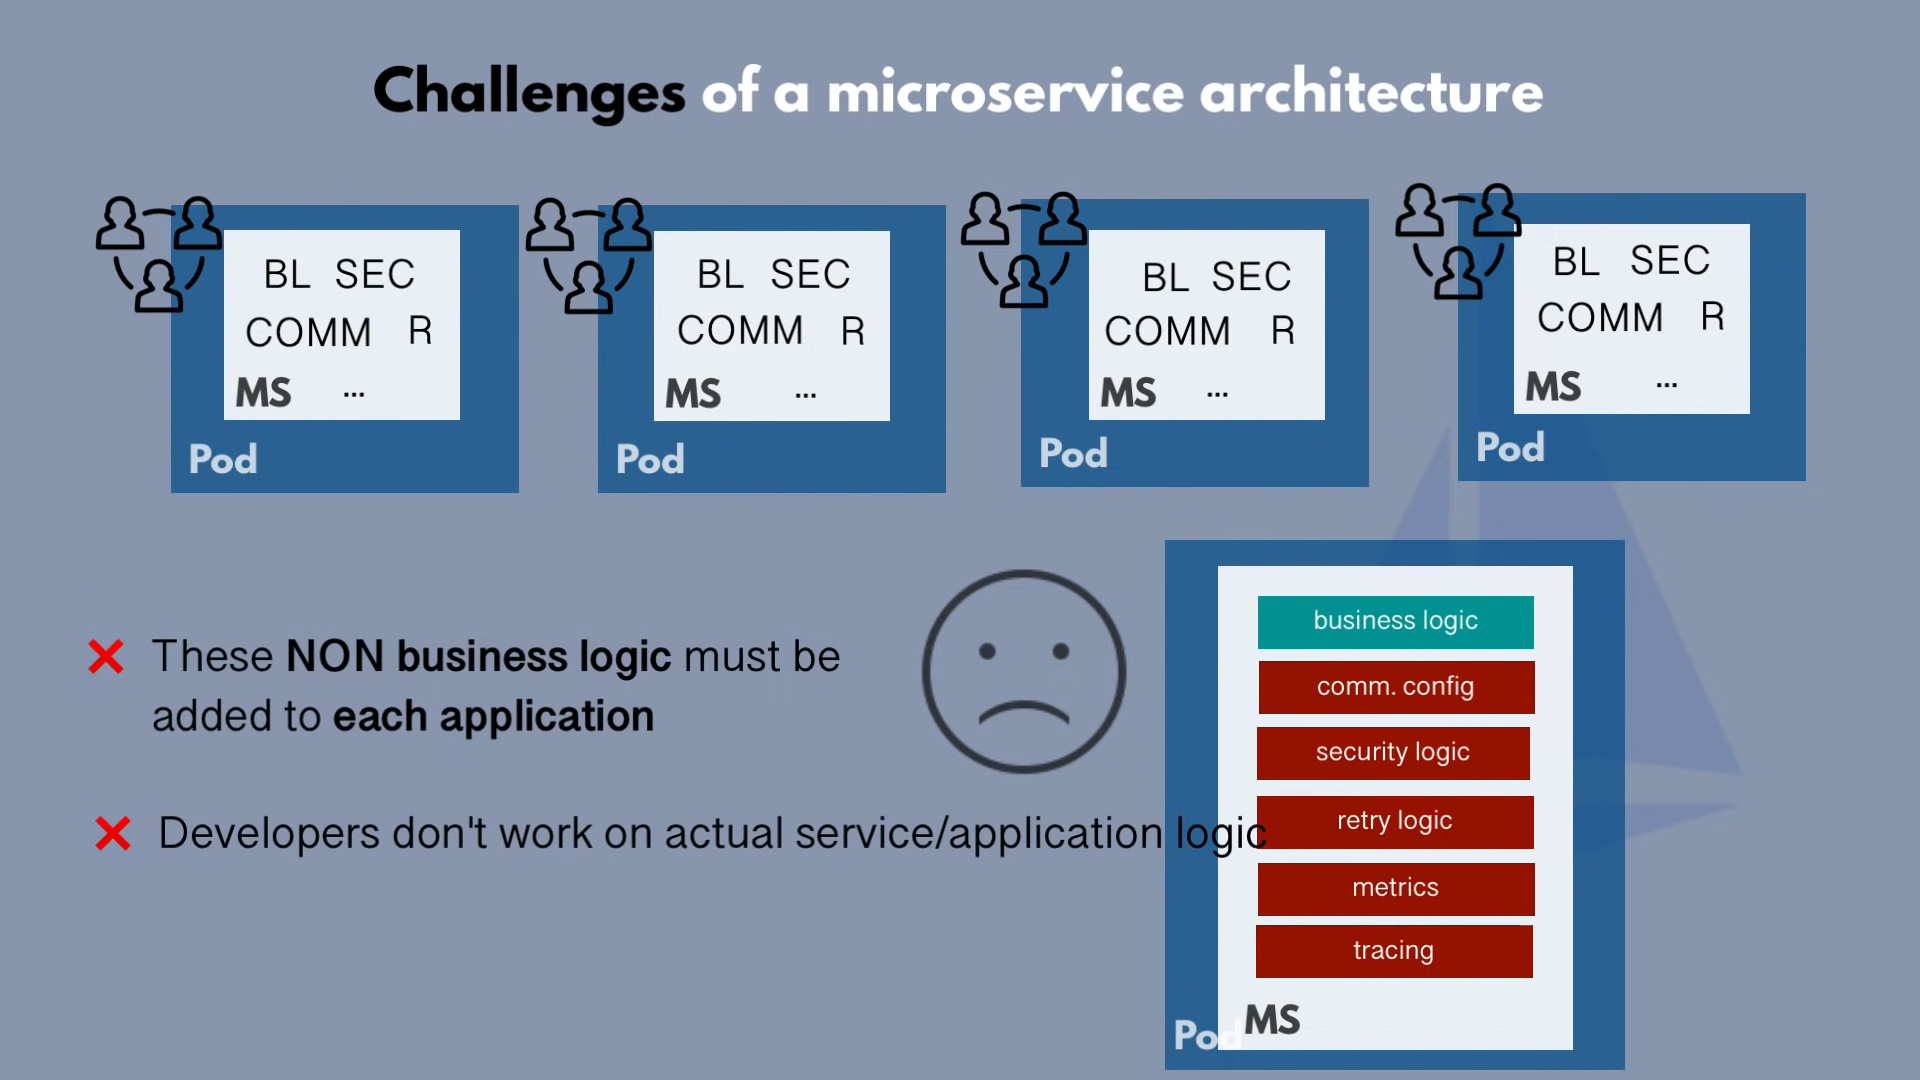 Challenges of a microservice architecture
BL SEC
COMM R
MS ...
Pod
BL SEC
COMM R
MS ...
Pod
BL SEC
COMM R
MS ...
Pod
BL SEC
COMM R
MS ...
Pod
These NON business logic must be
added to each application
Developers don't work on actual service/application logic
business logic
comm. config
security logic
retry logic
metrics
tracing
MS
Pod